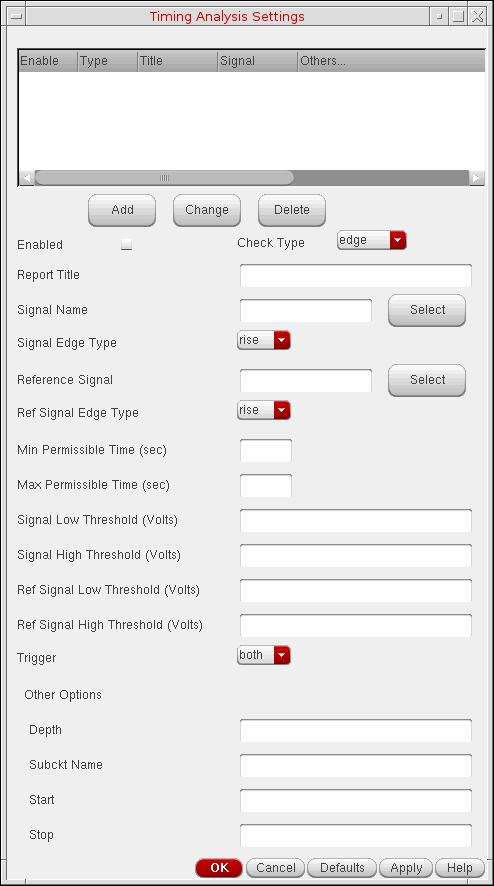 Timing Analysis Settings
Enable Type Title Signal Others...
Add Change Delete
Enabled Check Type edge
Report Title
Signal Name Select
Signal Edge Type rise
Reference Signal Select
Ref Signal Edge Type rise
Min Permissible Time (sec)
Max Permissible Time (sec)
Signal Low Threshold (Volts)
Signal High Threshold (Volts)
Ref Signal Low Threshold (Volts)
Ref Signal High Threshold (Volts)
Trigger both
Other Options
Depth
Subckt Name
Start
Stop
OK Cancel Defaults Apply Help